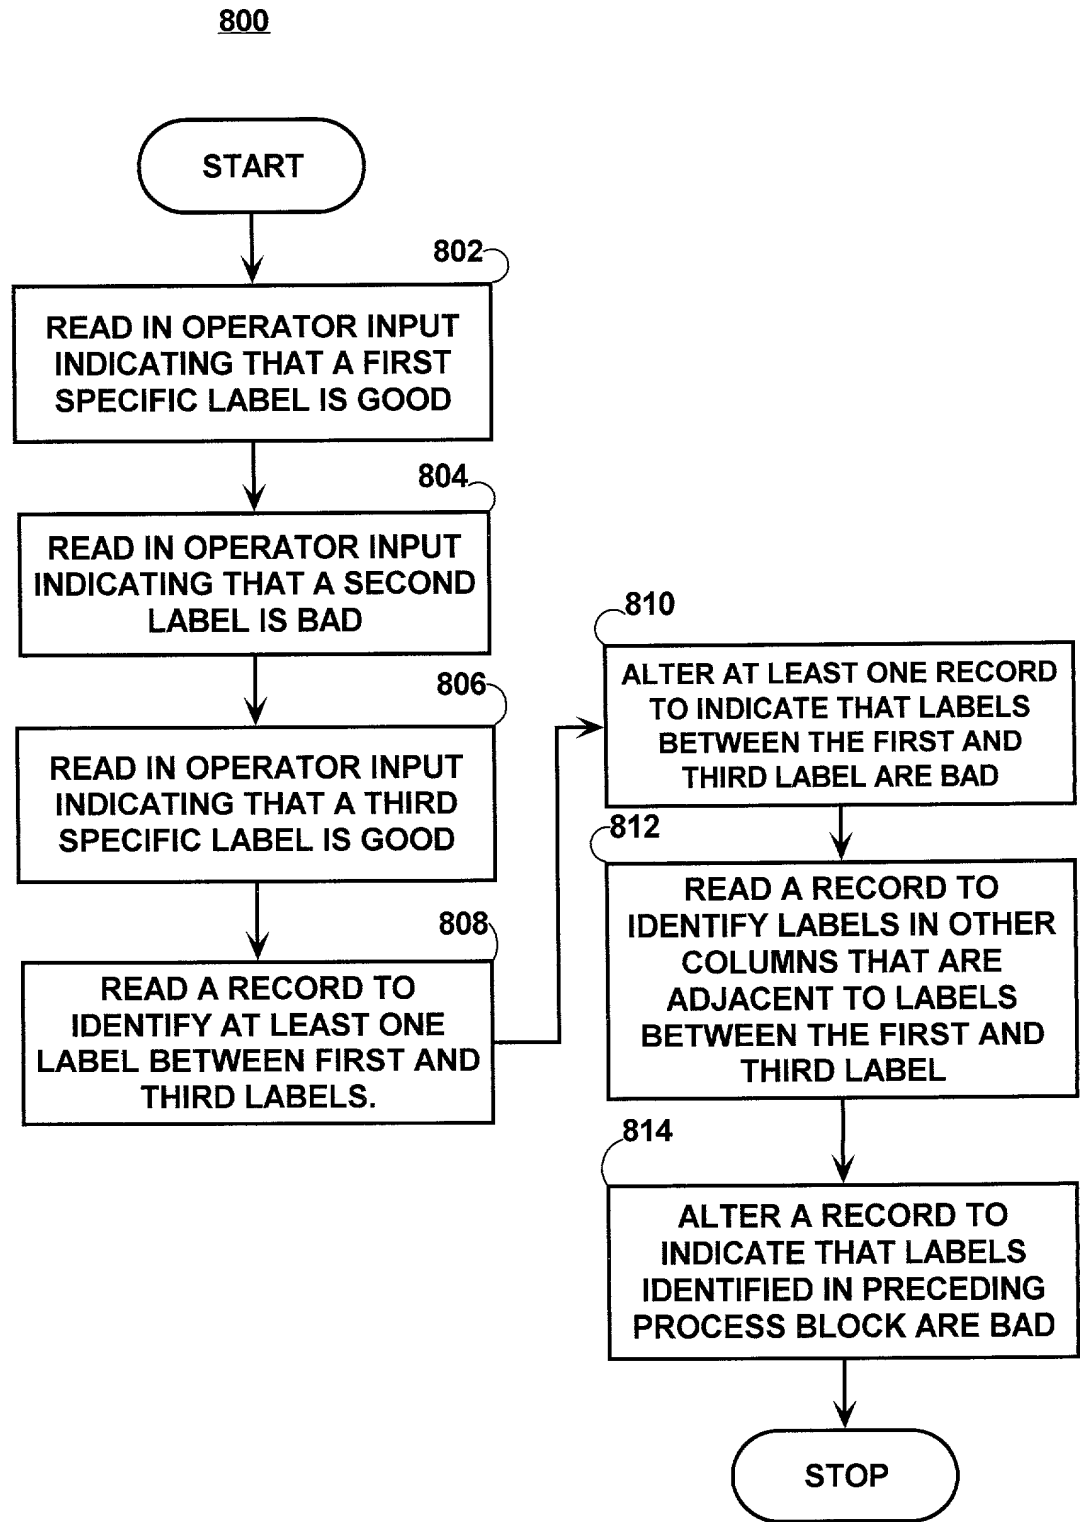 800
START
802
READ IN OPERATOR INPUT
INDICATING THAT A FIRST
SPECIFIC LABEL IS GOOD
804
READ IN OPERATOR INPUT
INDICATING THAT A SECOND
LABEL IS BAD
806
READ IN OPERATOR INPUT
INDICATING THAT A THIRD
SPECIFIC LABEL IS GOOD
808
READ A RECORD TO
IDENTIFY AT LEAST ONE
LABEL BETWEEN FIRST AND
THIRD LABELS.
810
ALTER AT LEAST ONE RECORD
TO INDICATE THAT LABELS
BETWEEN THE FIRST AND
THIRD LABEL ARE BAD
812
READ A RECORD TO
IDENTIFY LABELS IN OTHER
COLUMNS THAT ARE
ADJACENT TO LABELS
BETWEEN THE FIRST AND
THIRD LABEL
814
ALTER A RECORD TO
INDICATE THAT LABELS
IDENTIFIED IN PRECEDING
PROCESS BLOCK ARE BAD
STOP